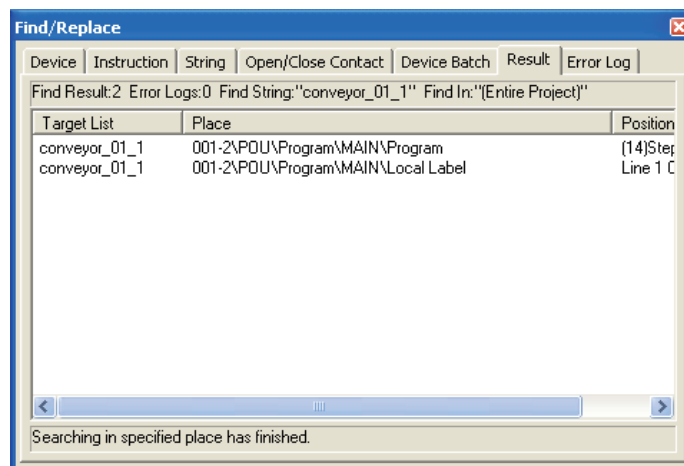 Find/Replace
Device Instruction String Open/Close Contact Device Batch Result Error Log
Find Result:2 Error Logs:0 Find String:"conveyor_01_1" Find In:"(Entire Project)"
Target List Place Position
conveyor_01_1 001-2\POU\Program\MAIN\Program (14)Step
conveyor_01_1 001-2\POU\Program\MAIN\Local Label Line 1 C
Searching in specified place has finished.